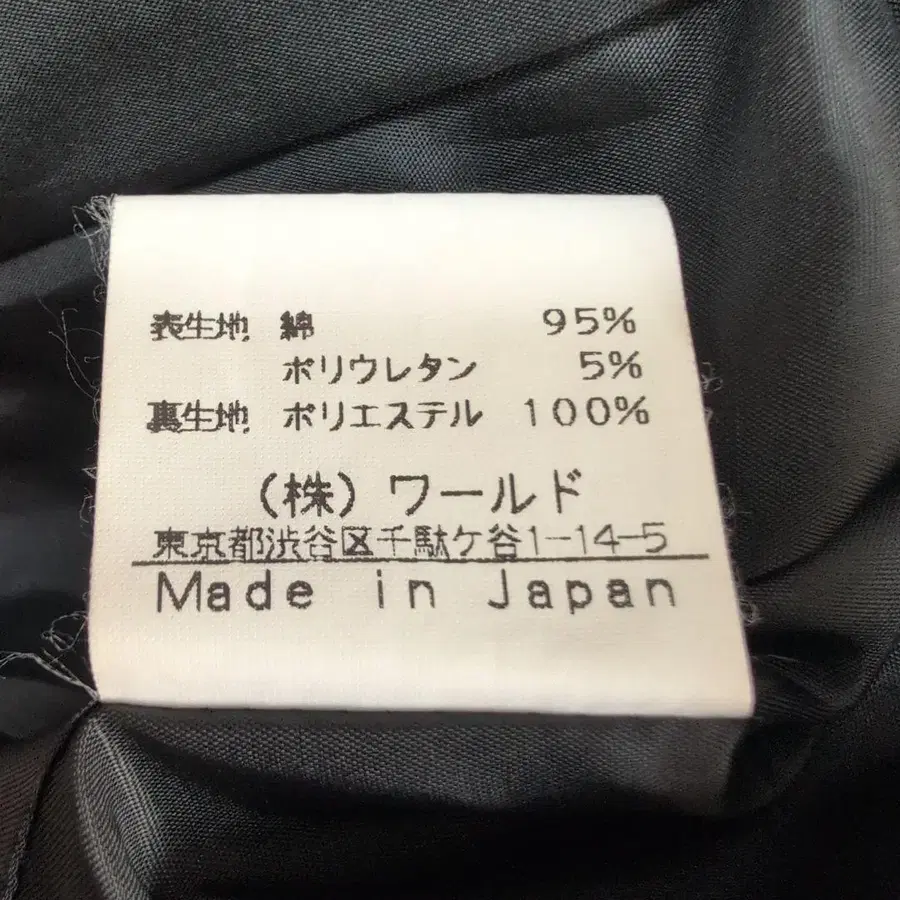 表生地 綿 95%
ポリウレタン 5%
裏生地 ポリエステル 100%
(株) ワールド
東京都渋谷区千駄ケ谷1-14-5
Made in Japan